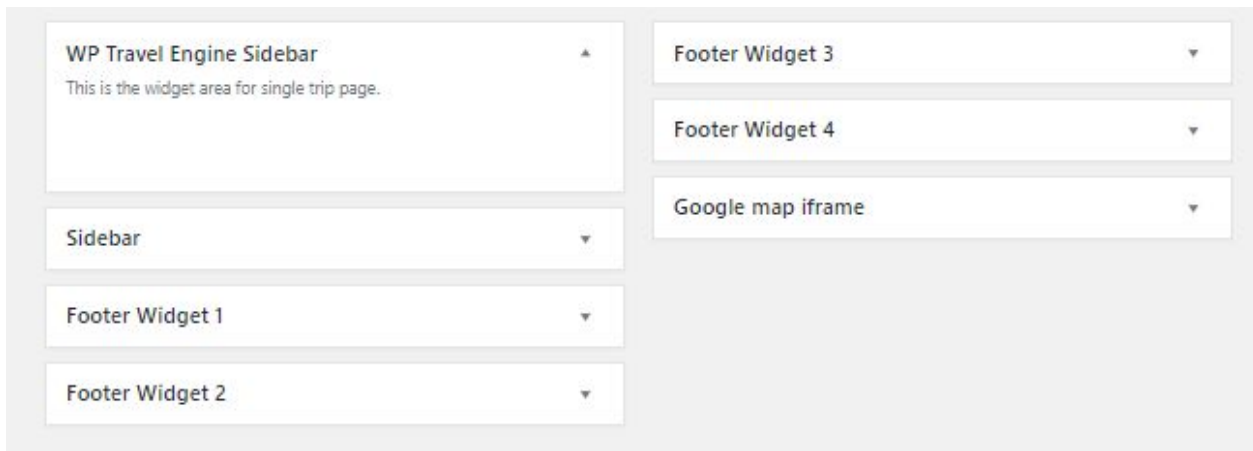 WP Travel Engine Sidebar
This is the widget area for single trip page.
Sidebar
Footer Widget 1
Footer Widget 2
Footer Widget 3
Footer Widget 4
Google map iframe